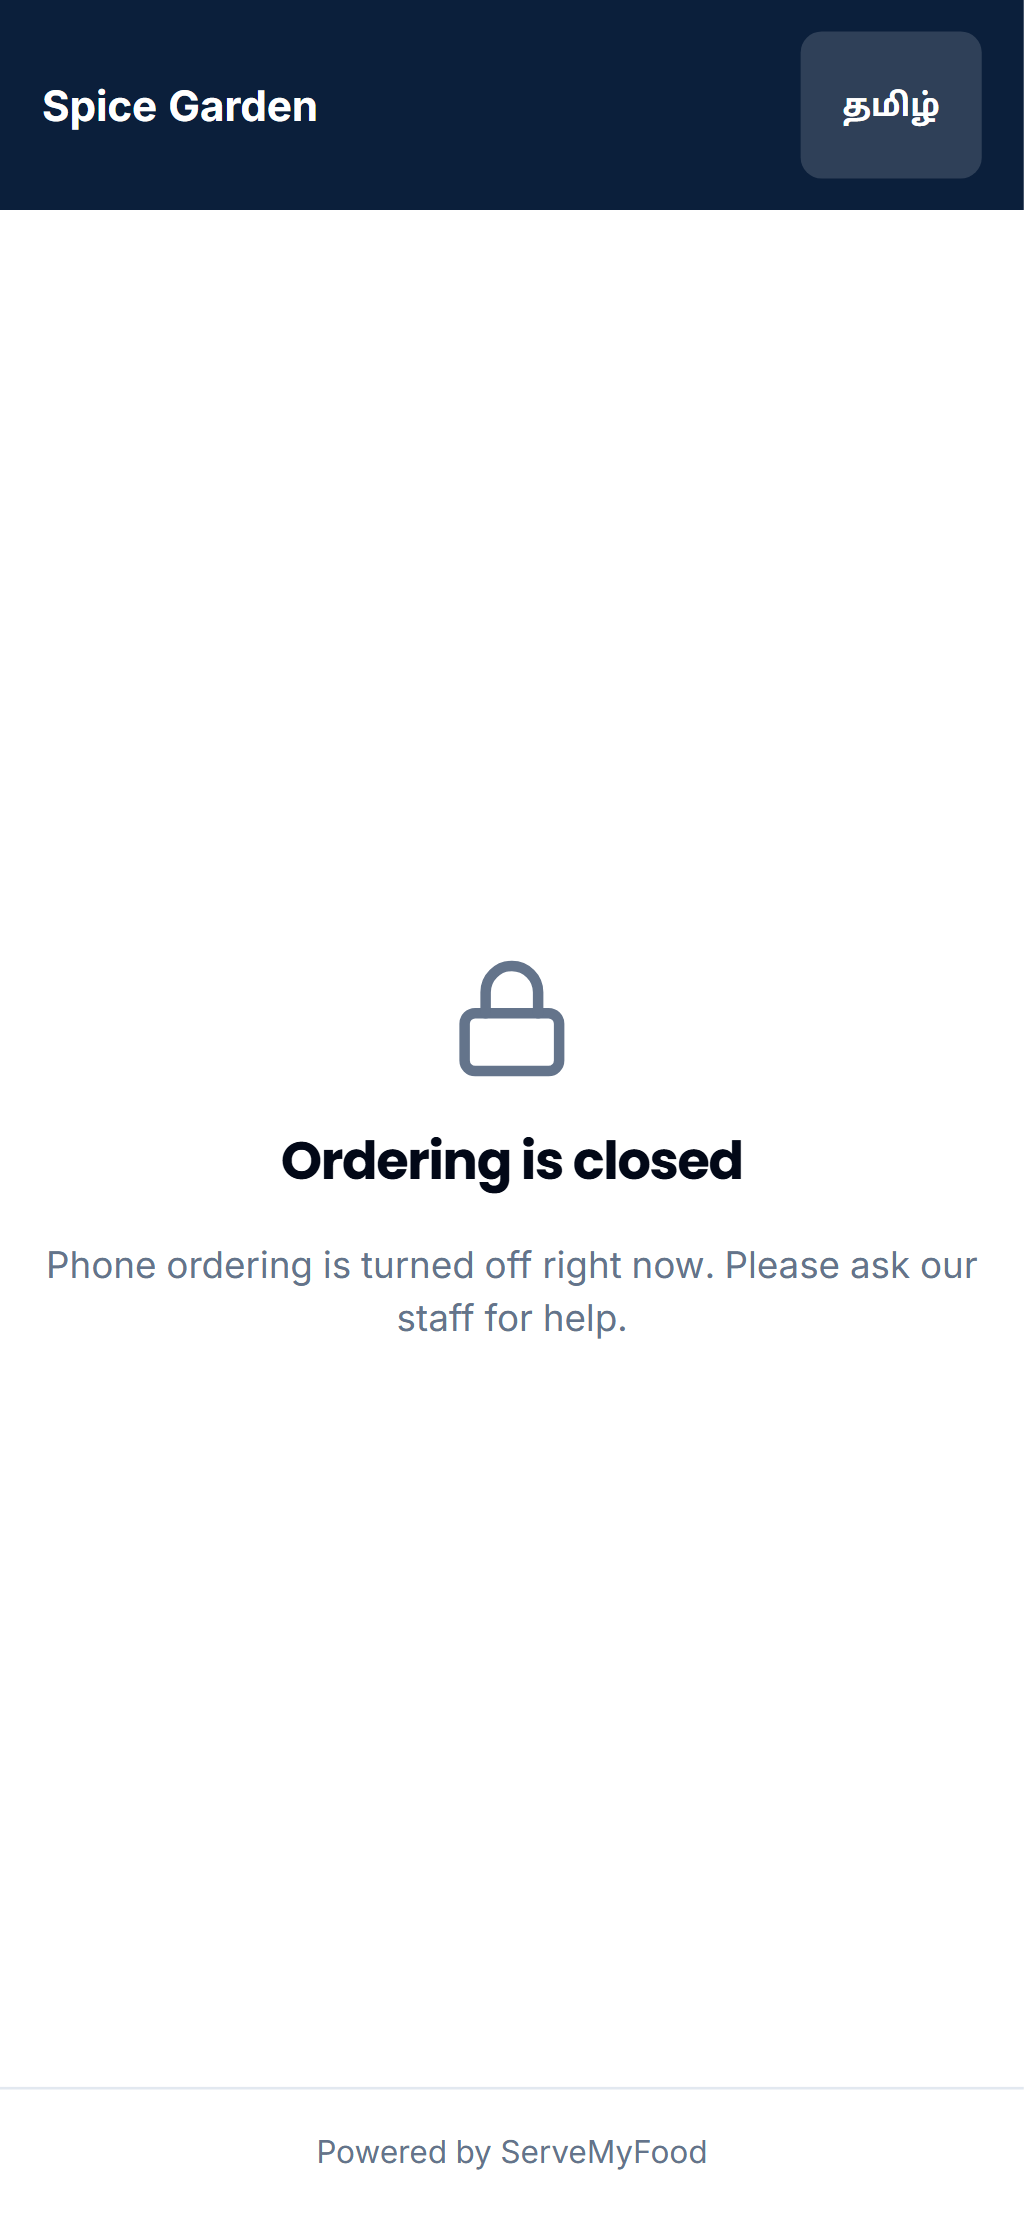 Spice Garden
தமிழ்
Ordering is closed
Phone ordering is turned off right now. Please ask our
staff for help.
Powered by ServeMyFood